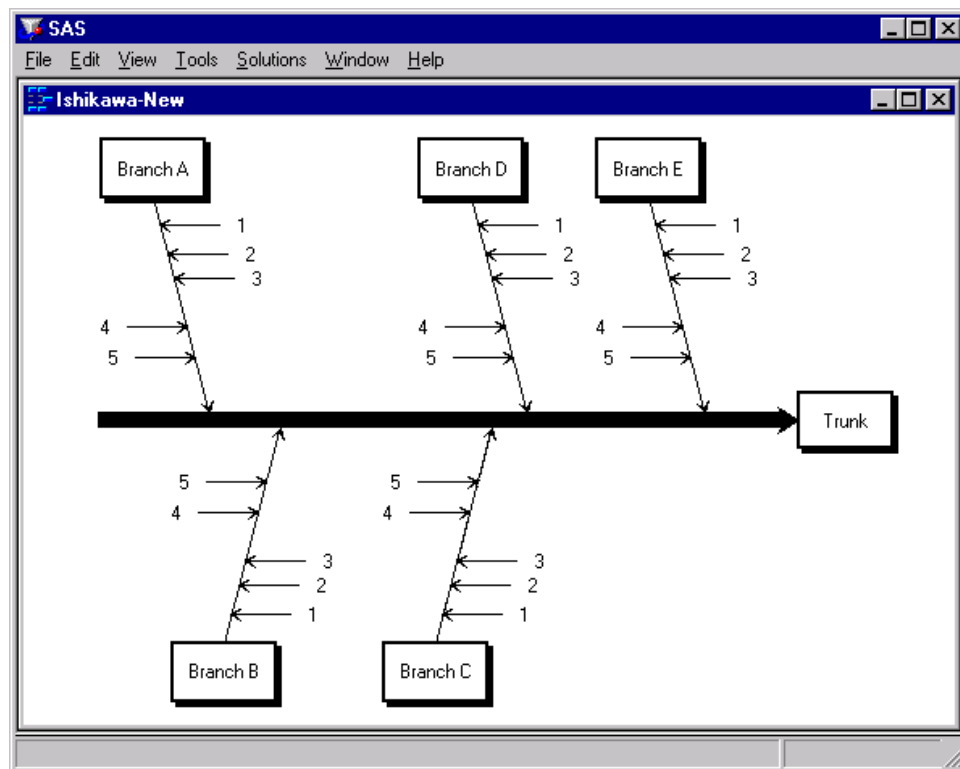 SAS
File Edit View Tools Solutions Window Help
Ishikawa-New
Branch A Branch D Branch E
1 1 1
2 2 2
3 3 3
4 4 4
5 5 5
Trunk
5 5
4 4
3 3
2 2
1 1
Branch B Branch C